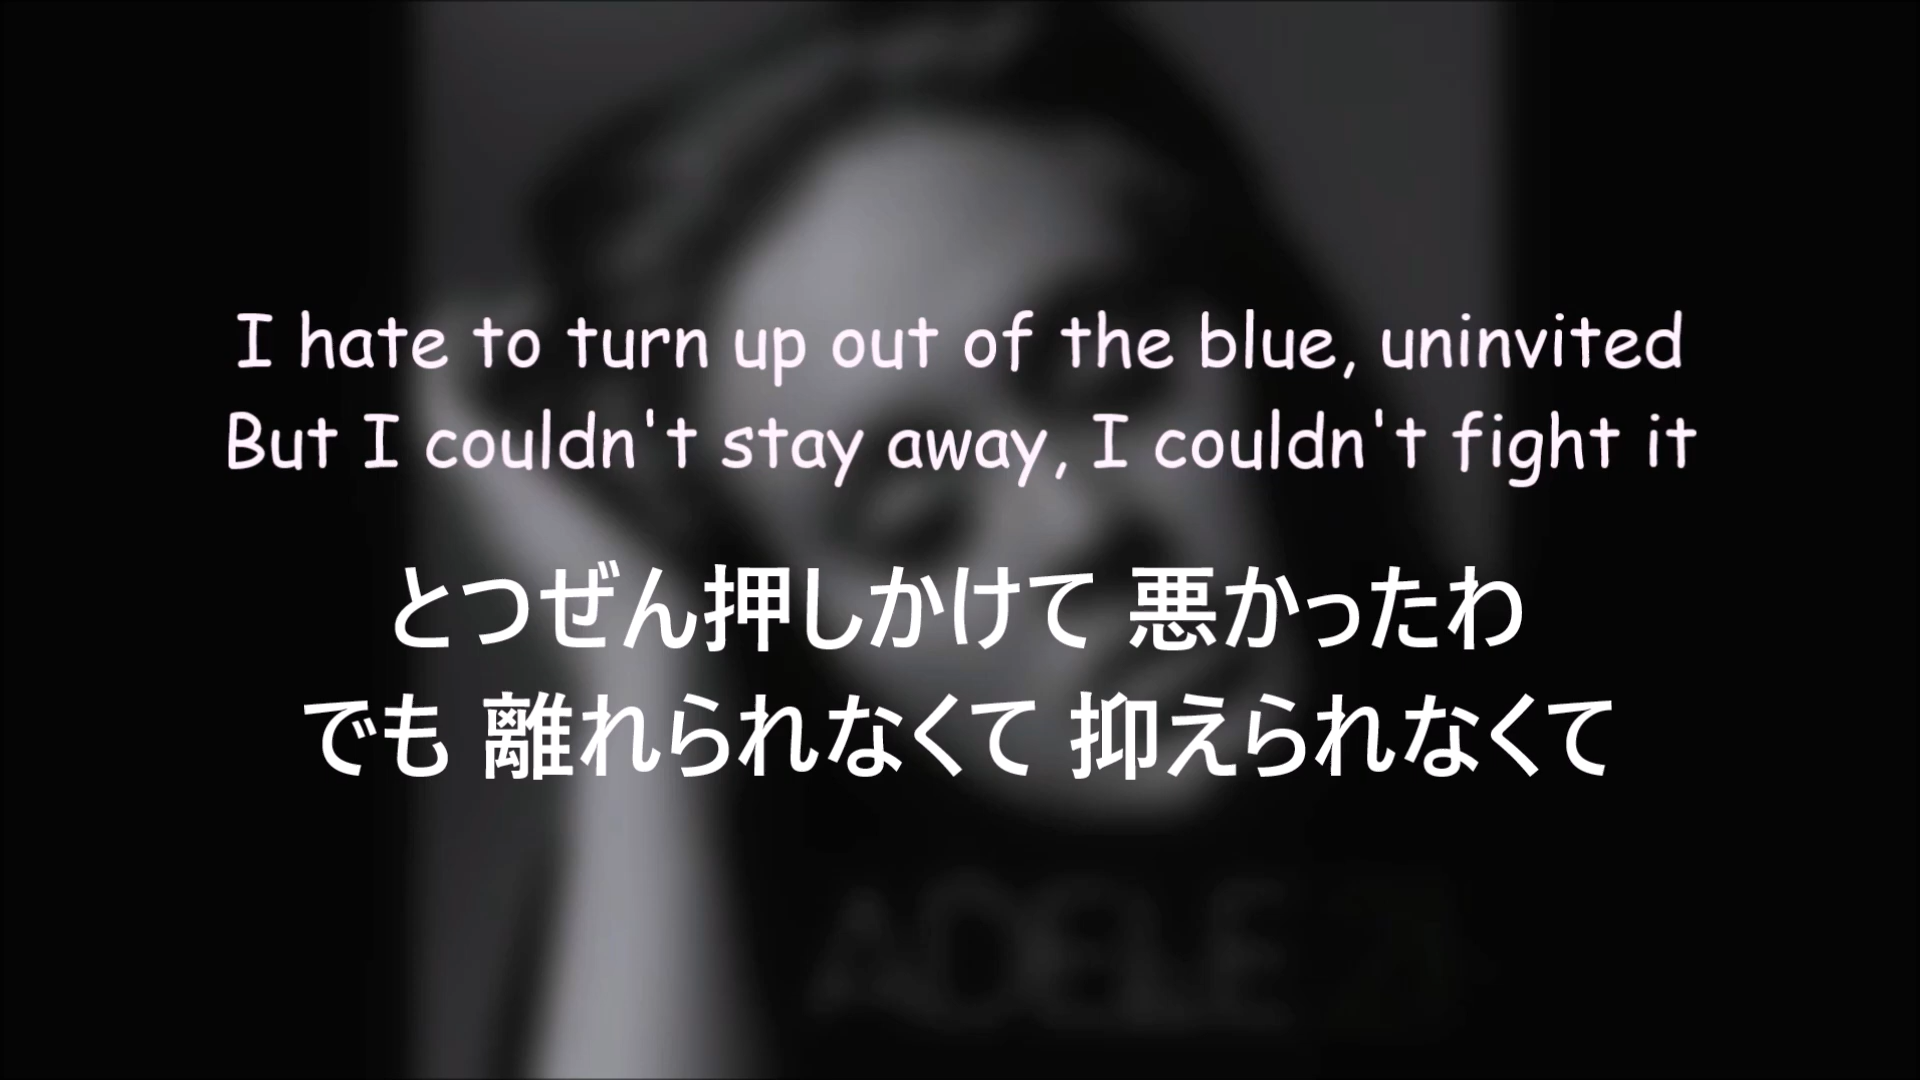 I hate to turn up out of the blue, uninvited
But I couldn't stay away, I couldn't fight it
とつぜん押しかけて 悪かったわ
でも 離れられなくて 抑えられなくて
ADELE